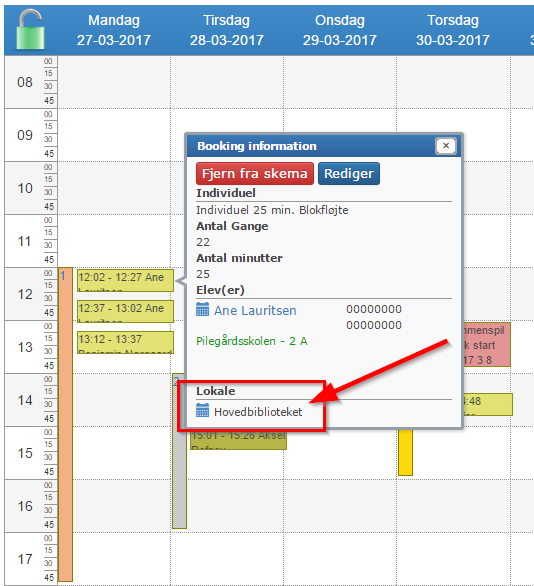 Mandag Tirsdag Onsdag Torsdag
27-03-2017 28-03-2017 29-03-2017 30-03-2017
08 00 15 30 45
09 00 15 30 45
10 00 15 30 45
11 00 15 30 45
12 00 15 30 45
13 00 15 30 45
14 00 15 30 45
15 00 15 30 45
16 00 15 30 45
17 00 15 30 45
1
12:02 - 12:27 Ane
Lauritsen
12:37 - 13:02 Ane
Lauritsen
13:12 - 13:37
Benjamin
2
15:01 - 15:26 Aksel
Booking information
×
Fjern fra skema Rediger
Individuel
Individuel 25 min. Blokfløjte
Antal Gange
22
Antal minutter
25
Elev(er)
Ane Lauritsen 00000000
00000000
Pilegårdsskolen - 2 A
Lokale
Hovedbiblioteket
mmenspil
k start
17 3 8
4:48